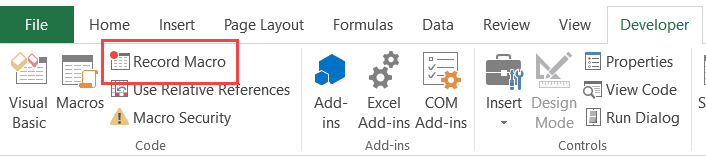 File Home Insert Page Layout Formulas Data Review View Developer
Visual Basic
Macros
Record Macro
Use Relative References
Macro Security
Code
Add-ins
Excel Add-ins
COM Add-ins
Add-ins
Insert
Design Mode
Properties
View Code
Run Dialog
Controls
S